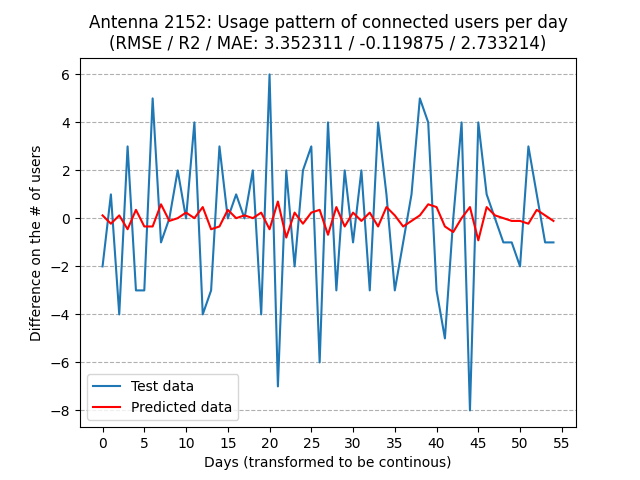 Antenna 2152: Usage pattern of connected users per day
(RMSE / R2 / MAE: 3.352311 / -0.119875 / 2.733214)
Difference on the # of users
6
4
2
0
−2
−4
−6
−8
Test data
Predicted data
0 5 10 15 20 25 30 35 40 45 50 55
Days (transformed to be continous)